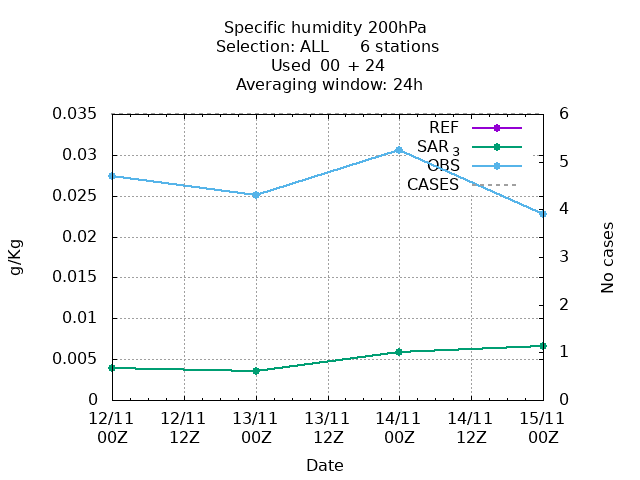 Specific humidity 200hPa
Selection: ALL 6 stations
Used 00 + 24
Averaging window: 24h
0.035
0.03
0.025
0.02
0.015
0.01
0.005
0
g/Kg
REF
SAR 3
OBS
CASES
6
5
4
3
2
1
0
No cases
12/11 12/11 13/11 13/11 14/11 14/11 15/11
00Z 12Z 00Z 12Z 00Z 12Z 00Z
Date